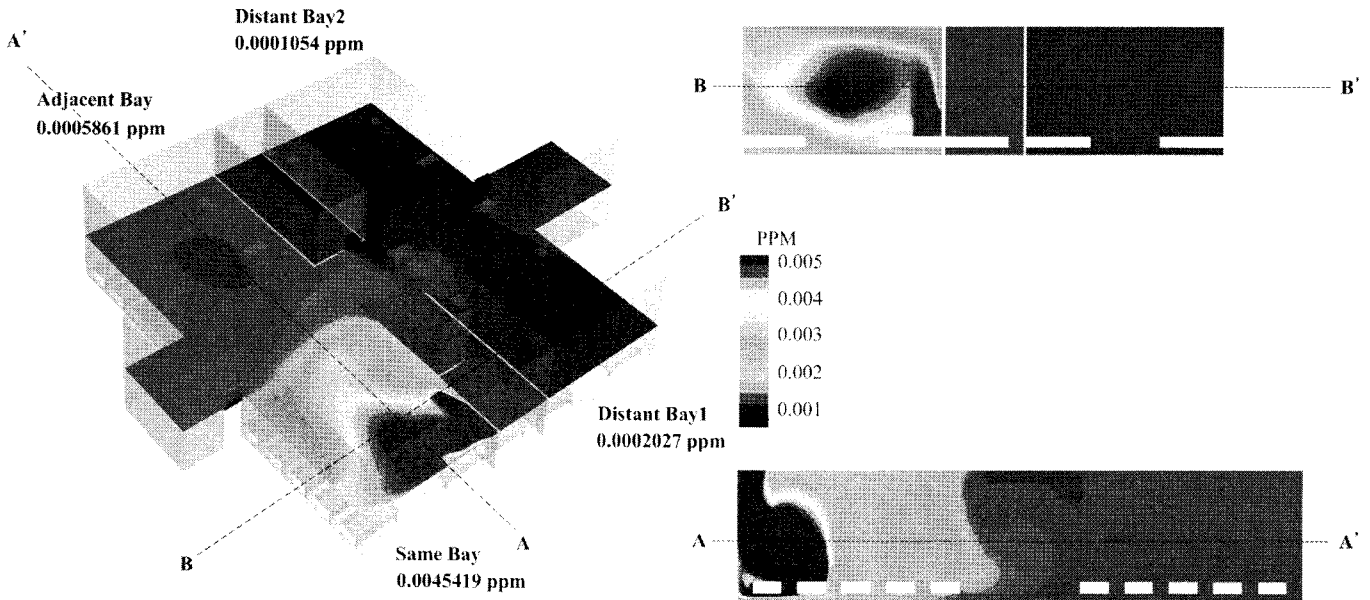 Distant Bay2
0.0001054 ppm
A'
Adjacent Bay
0.0005861 ppm
B'
Distant Bay1
0.0002027 ppm
Same Bay
0.0045419 ppm
A
B
B
B'
PPM
0.005
0.004
0.003
0.002
0.001
A
A'